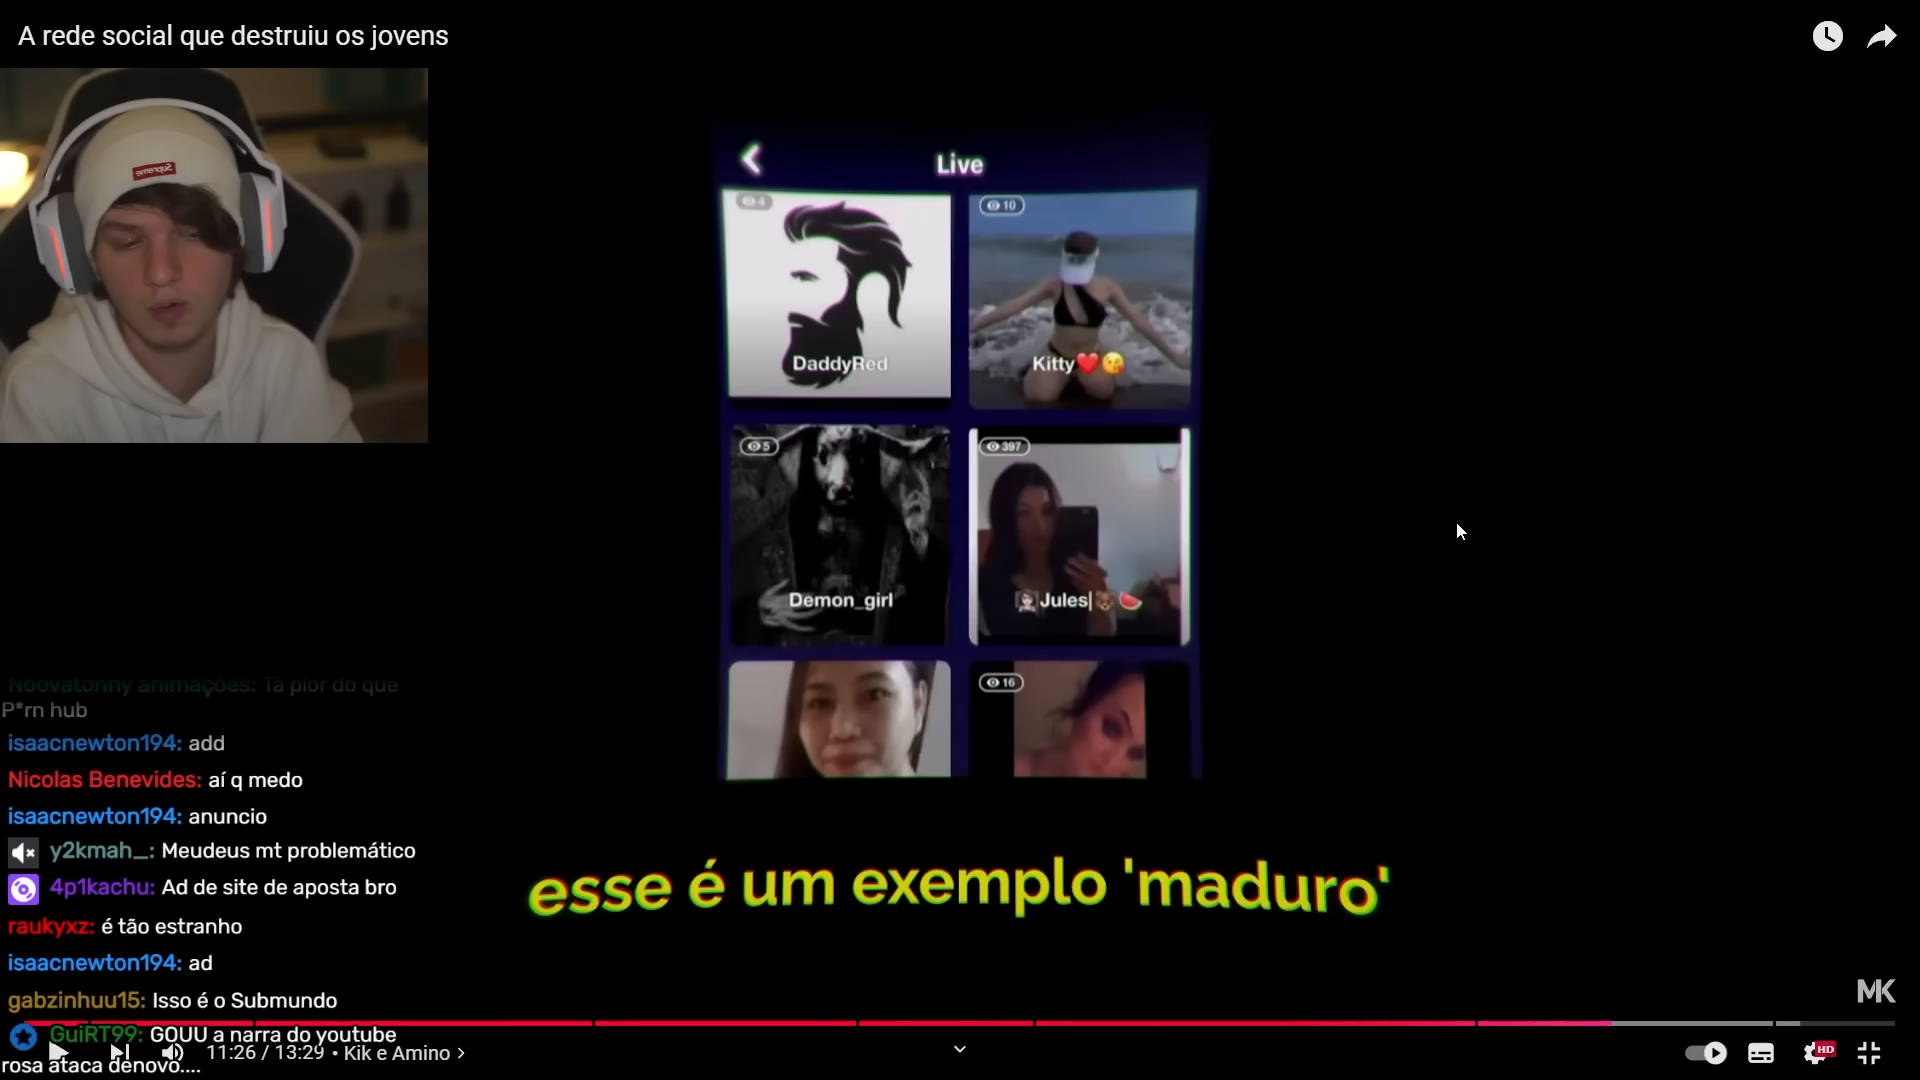 A rede social que destruiu os jovens
Supreme
Live
4
10
DaddyRed
Kitty❤️😘
5
397
Demon_girl
Jules|🐻🍉
16
Noovatonny animações: Tá pior do que
P*rn hub
isaacnewton194: add
Nicolas Benevides: aí q medo
isaacnewton194: anuncio
y2kmah_: Meudeus mt problemático
4p1kachu: Ad de site de aposta bro
raukyxz: é tão estranho
isaacnewton194: ad
gabzinhuu15: Isso é o Submundo
GuiRT99: GOUU a narra do youtube
rosa ataca denovo....
esse é um exemplo 'maduro'
MK
11:26 / 13:29 • Kik e Amino >
HD